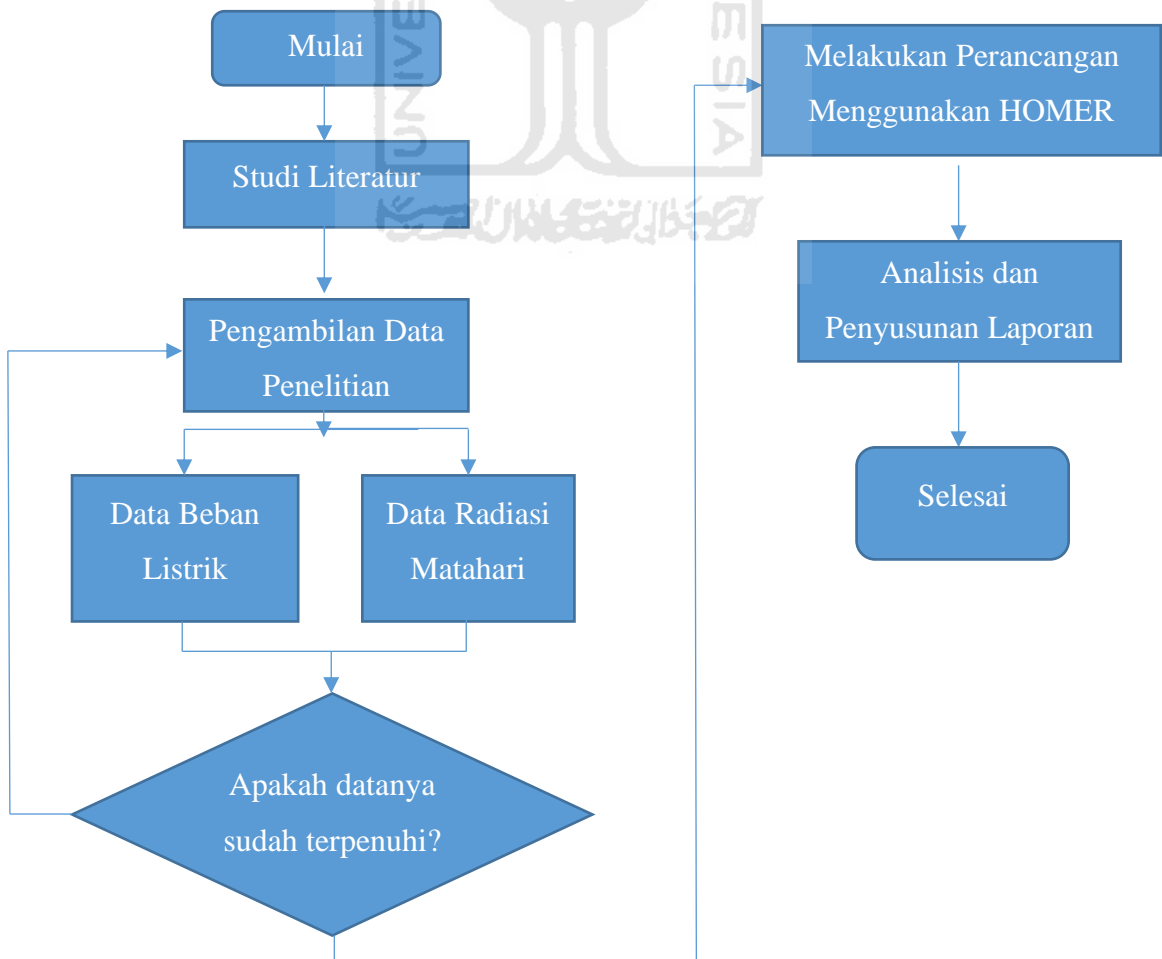 Mulai
Studi Literatur
Pengambilan Data
Penelitian
Data Beban
Listrik
Data Radiasi
Matahari
Apakah datanya
sudah terpenuhi?
Melakukan Perancangan
Menggunakan HOMER
Analisis dan
Penyusunan Laporan
Selesai